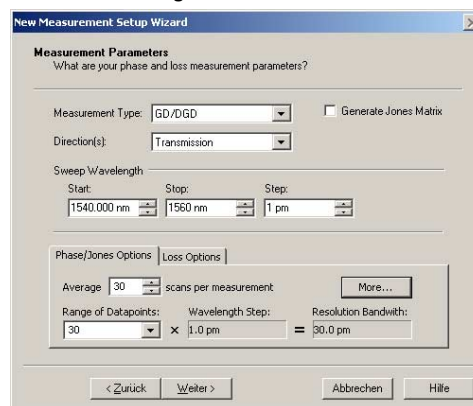 New Measurement Setup Wizard
Measurement Parameters
What are your phase and loss measurement parameters?
Measurement Type: GD/DGD Generate Jones Matrix
Direction(s): Transmission
Sweep Wavelength
Start: Stop: Step:
1540.000 nm 1560 nm 1 pm
Phase/Jones Options Loss Options
Average 30 scans per measurement More...
Range of Datapoints: Wavelength Step: Resolution Bandwith:
30 × 1.0 pm = 30.0 pm
< Zurück Weiter > Abbrechen Hilfe